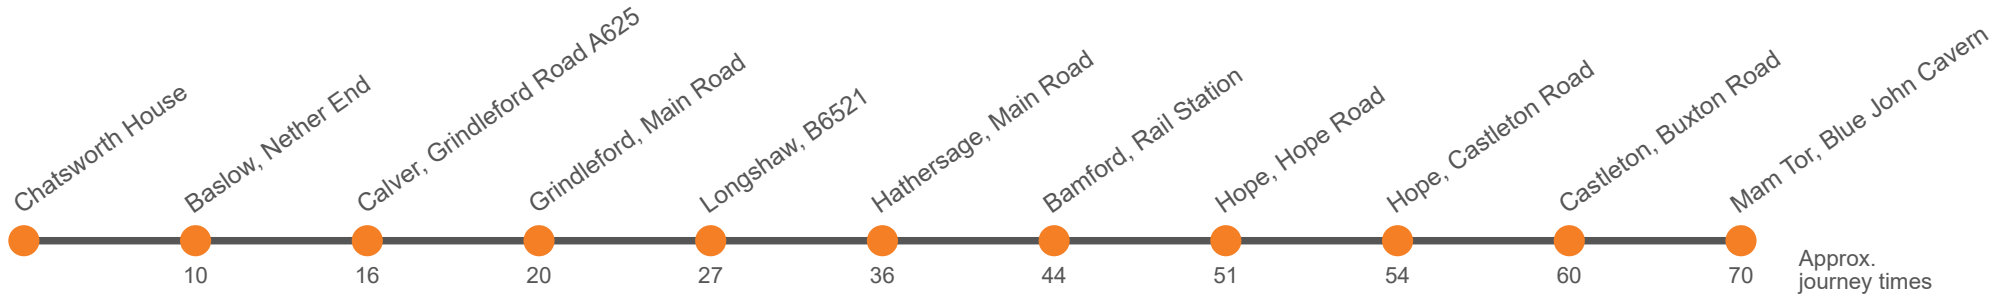 Chatsworth House
Baslow, Nether End
Calver, Grindleford Road A625
Grindleford, Main Road
Longshaw, B6521
Hathersage, Main Road
Bamford, Rail Station
Hope, Hope Road
Hope, Castleton Road
Castleton, Buxton Road
Mam Tor, Blue John Cavern
10
16
20
27
36
44
51
54
60
70
Approx.
journey times